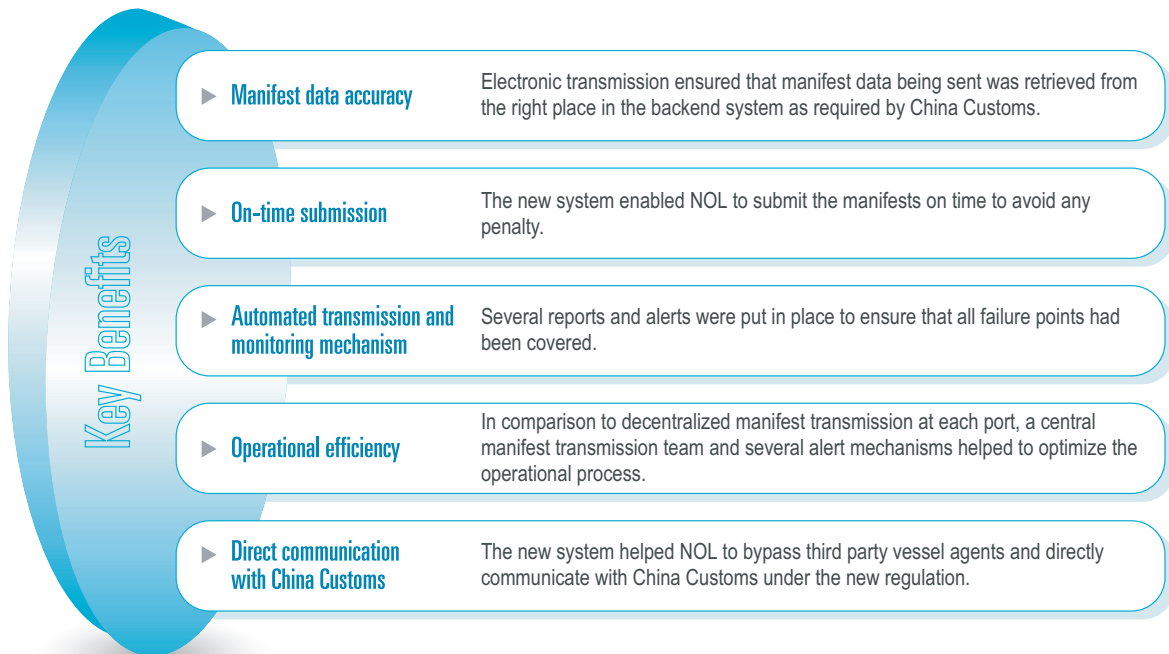 Key Benefits
Manifest data accuracy
Electronic transmission ensured that manifest data being sent was retrieved from
the right place in the backend system as required by China Customs.
On-time submission
The new system enabled NOL to submit the manifests on time to avoid any
penalty.
Automated transmission and
monitoring mechanism
Several reports and alerts were put in place to ensure that all failure points had
been covered.
Operational efficiency
In comparison to decentralized manifest transmission at each port, a central
manifest transmission team and several alert mechanisms helped to optimize the
operational process.
Direct communication
with China Customs
The new system helped NOL to bypass third party vessel agents and directly
communicate with China Customs under the new regulation.